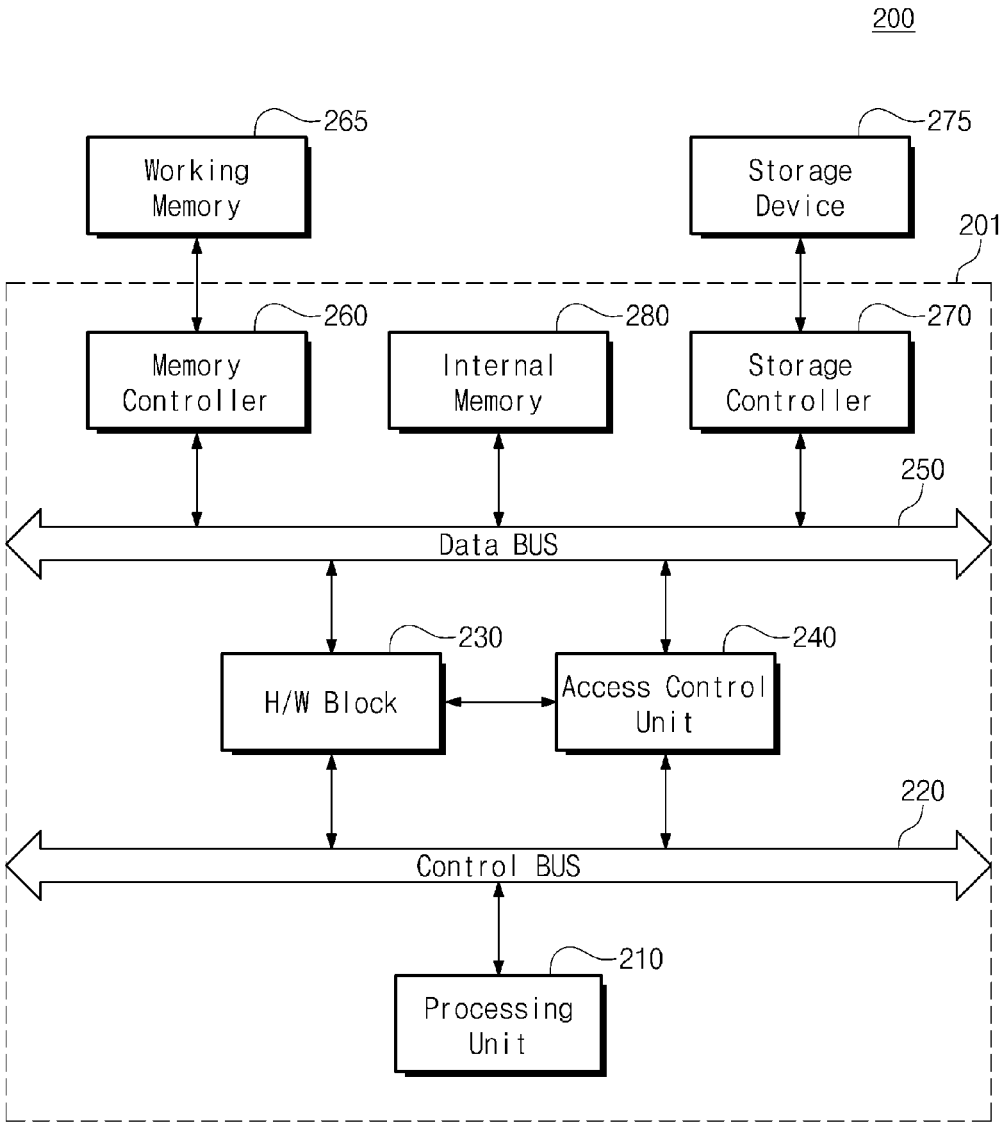 200
265
Working
Memory
275
Storage
Device
201
260
Memory
Controller
280
Internal
Memory
270
Storage
Controller
250
Data BUS
230
H/W Block
240
Access Control
Unit
220
Control BUS
210
Processing
Unit